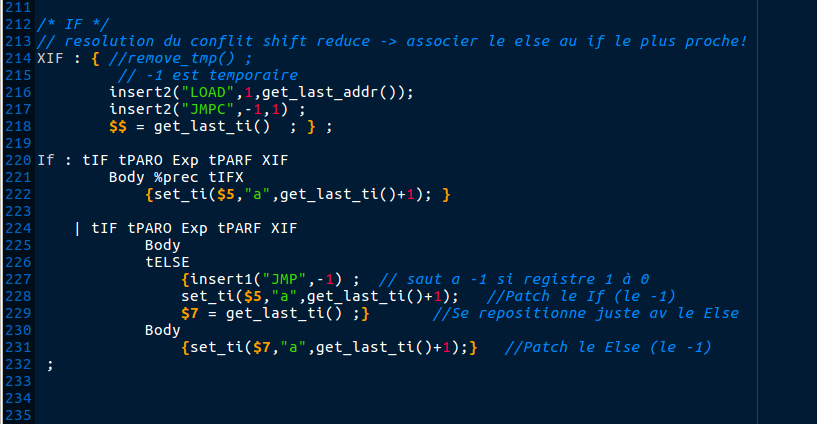 211
212 /* IF */
213 // resolution du conflit shift reduce -> associer le else au if le plus proche!
214 XIF : { //remove_tmp() ;
215 // -1 est temporaire
216 insert2("LOAD",1,get_last_addr());
217 insert2("JMPC",-1,1) ;
218 $$ = get_last_ti()  ; } ;
219
220 If : tIF tPARO Exp tPARF XIF
221 Body %prec tIFX
222 {set_ti($5,"a",get_last_ti()+1); }
223
224 | tIF tPARO Exp tPARF XIF
225 Body
226 tELSE
227 {insert1("JMP",-1) ;  // saut a -1 si registre 1 à 0
228 set_ti($5,"a",get_last_ti()+1);   //Patch le If (le -1)
229 $7 = get_last_ti() ;}       //Se repositionne juste av le Else
230 Body
231 {set_ti($7,"a",get_last_ti()+1);}   //Patch le Else (le -1)
232 ;
233
234
235